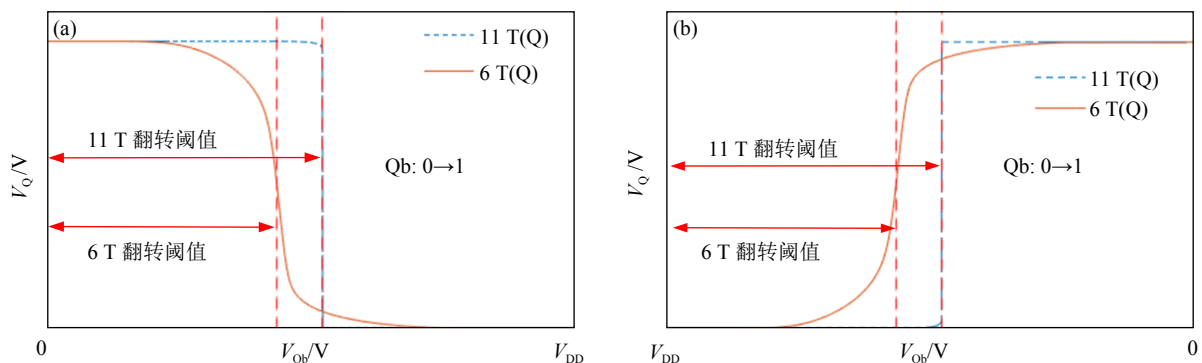 (a)
11 T(Q)
6 T(Q)
11 T 翻转阈值
Qb: 0→1
6 T 翻转阈值
V_Q/V
0
V_Qb/V
V_DD
(b)
11 T(Q)
6 T(Q)
11 T 翻转阈值
Qb: 0→1
6 T 翻转阈值
V_Q/V
V_DD
V_Qb/V
0